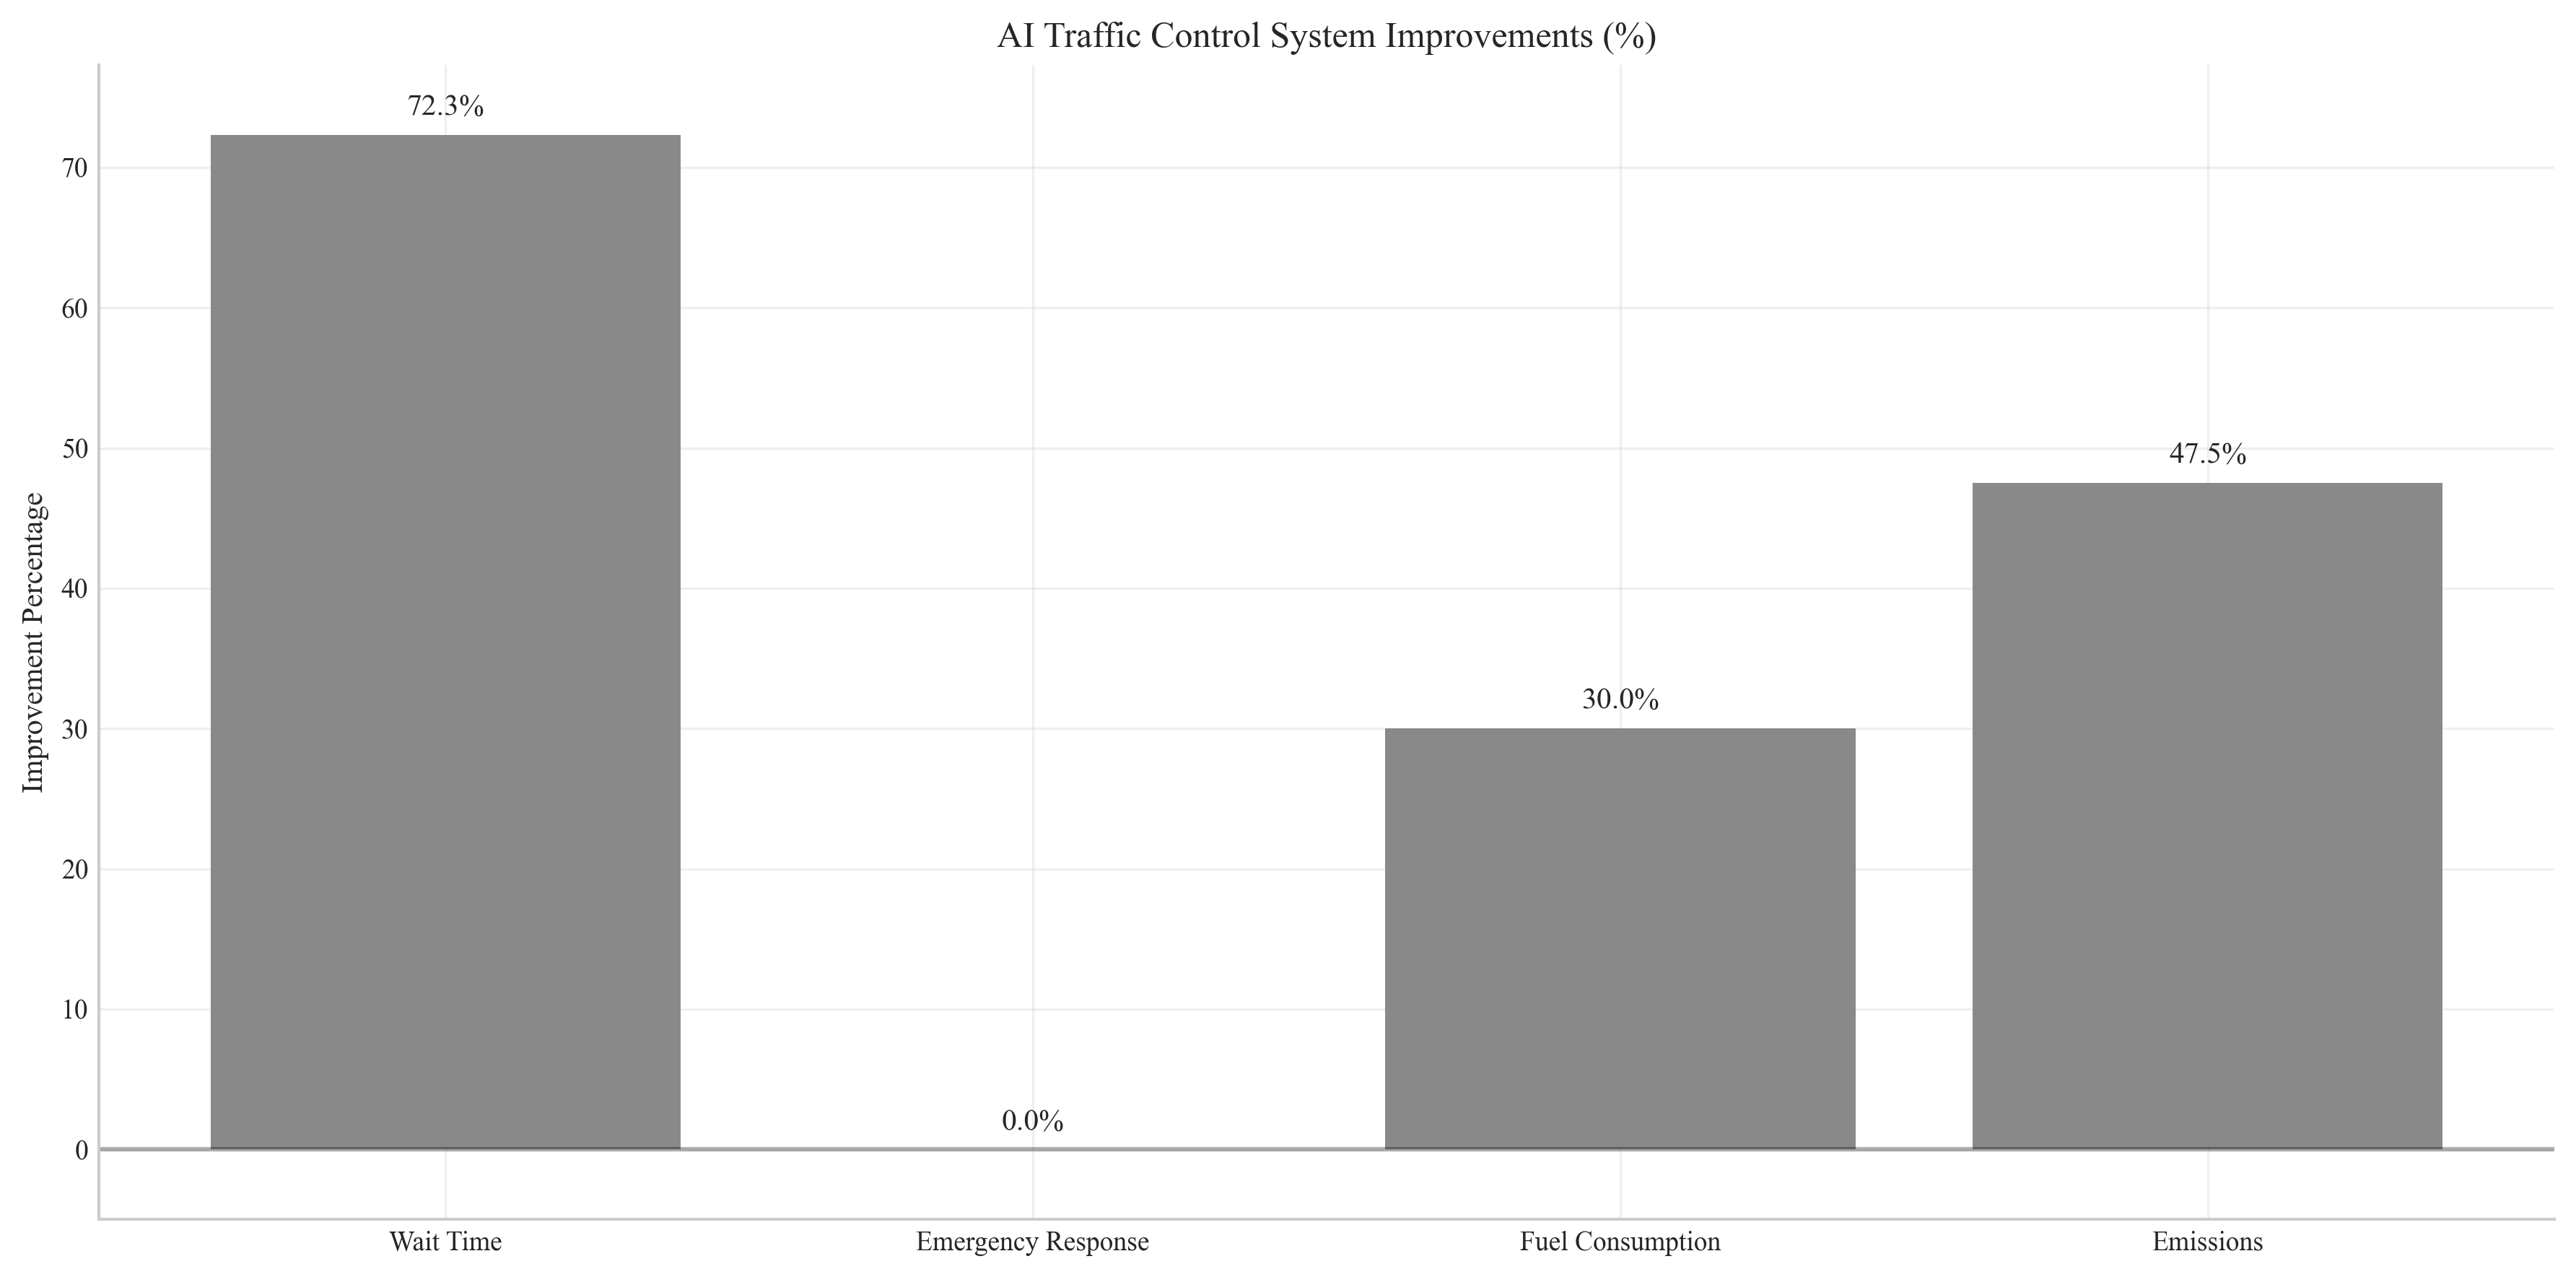 AI Traffic Control System Improvements (%)
Improvement Percentage
70
60
50
40
30
20
10
0
72.3%
0.0%
30.0%
47.5%
Wait Time
Emergency Response
Fuel Consumption
Emissions